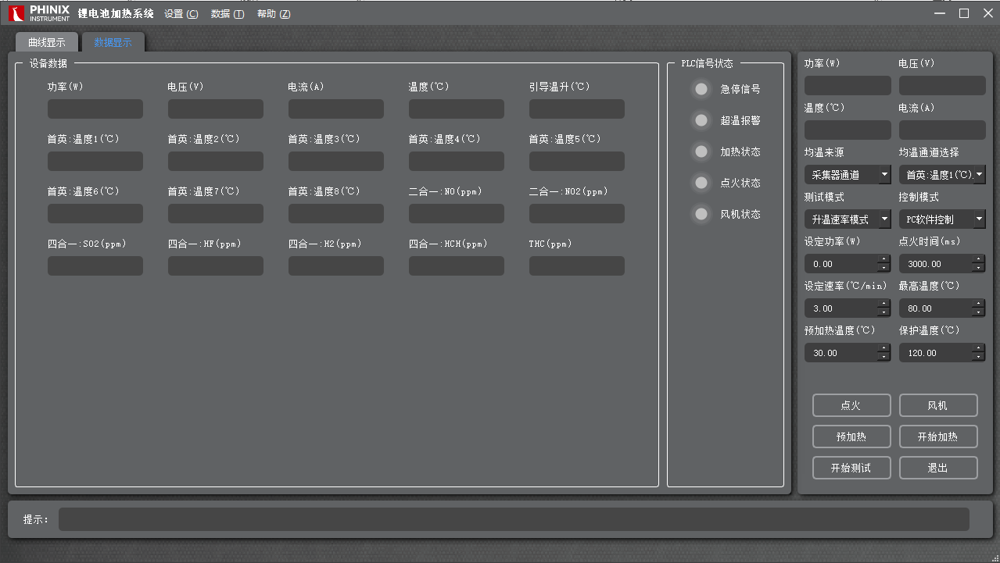 PHINIX
INSTRUMENT
锂电池加热系统 设置 (C) 数据 (T) 帮助 (Z)
曲线显示 数据显示
设备数据
功率(W) 电压(V) 电流(A) 温度(℃) 引导温升(℃)
首英:温度1(℃) 首英:温度2(℃) 首英:温度3(℃) 首英:温度4(℃) 首英:温度5(℃)
首英:温度6(℃) 首英:温度7(℃) 首英:温度8(℃) 二合一:NO(ppm) 二合一:NO2(ppm)
四合一:SO2(ppm) 四合一:HF(ppm) 四合一:H2(ppm) 四合一:HCH(ppm) THC(ppm)
PLC信号状态
急停信号
超温报警
加热状态
点火状态
风机状态
功率(W) 电压(V)
温度(℃) 电流(A)
均温来源 均温通道选择
采集器通道 首英:温度1(℃)
测试模式 控制模式
升温速率模式 PC软件控制
设定功率(W) 点火时间(ms)
0.00 3000.00
设定速率(℃/min) 最高温度(℃)
3.00 80.00
预加热温度(℃) 保护温度(℃)
30.00 120.00
点火 风机
预加热 开始加热
开始测试 退出
提示: